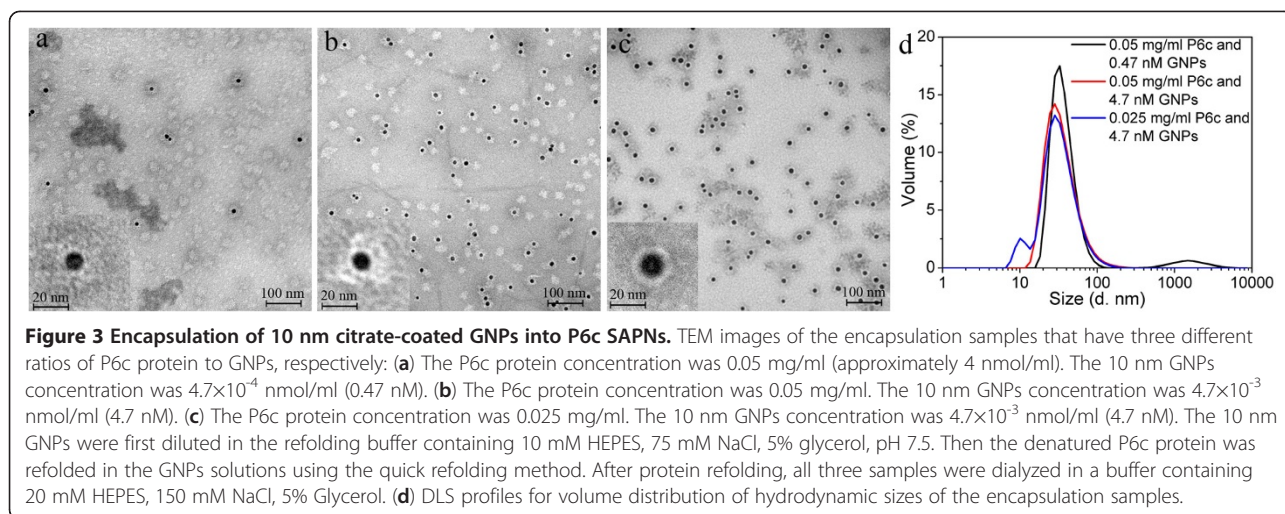 a
b
c
d
20 nm
100 nm
20 nm
100 nm
20 nm
100 nm
20
15
10
5
0
Volume (%)
0.05 mg/ml P6c and
0.47 nM GNPs
0.05 mg/ml P6c and
4.7 nM GNPs
0.025 mg/ml P6c and
4.7 nM GNPs
1 10 100 1000 10000
Size (d. nm)
Figure 3 Encapsulation of 10 nm citrate-coated GNPs into P6c SAPNs. TEM images of the encapsulation samples that have three different
ratios of P6c protein to GNPs, respectively: (a) The P6c protein concentration was 0.05 mg/ml (approximately 4 nmol/ml). The 10 nm GNPs
concentration was 4.7×10⁻⁴ nmol/ml (0.47 nM). (b) The P6c protein concentration was 0.05 mg/ml. The 10 nm GNPs concentration was 4.7×10⁻³
nmol/ml (4.7 nM). (c) The P6c protein concentration was 0.025 mg/ml. The 10 nm GNPs concentration was 4.7×10⁻³ nmol/ml (4.7 nM). The 10 nm
GNPs were first diluted in the refolding buffer containing 10 mM HEPES, 75 mM NaCl, 5% glycerol, pH 7.5. Then the denatured P6c protein was
refolded in the GNPs solutions using the quick refolding method. After protein refolding, all three samples were dialyzed in a buffer containing
20 mM HEPES, 150 mM NaCl, 5% Glycerol. (d) DLS profiles for volume distribution of hydrodynamic sizes of the encapsulation samples.